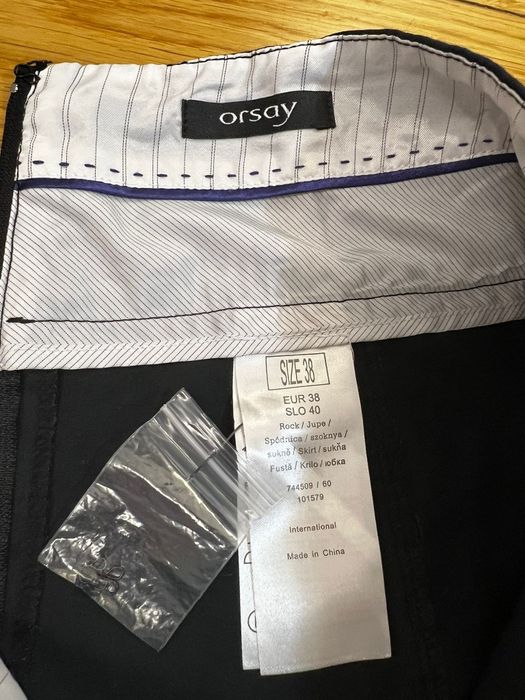 orsay
SIZE 38
EUR 38
SLO 40
Rock / Jupe /
Spódnica / szoknya /
sukně / Skirt / sukňa
Fustă / Krilo / юбка
744509 / 60
101579
International
Made in China